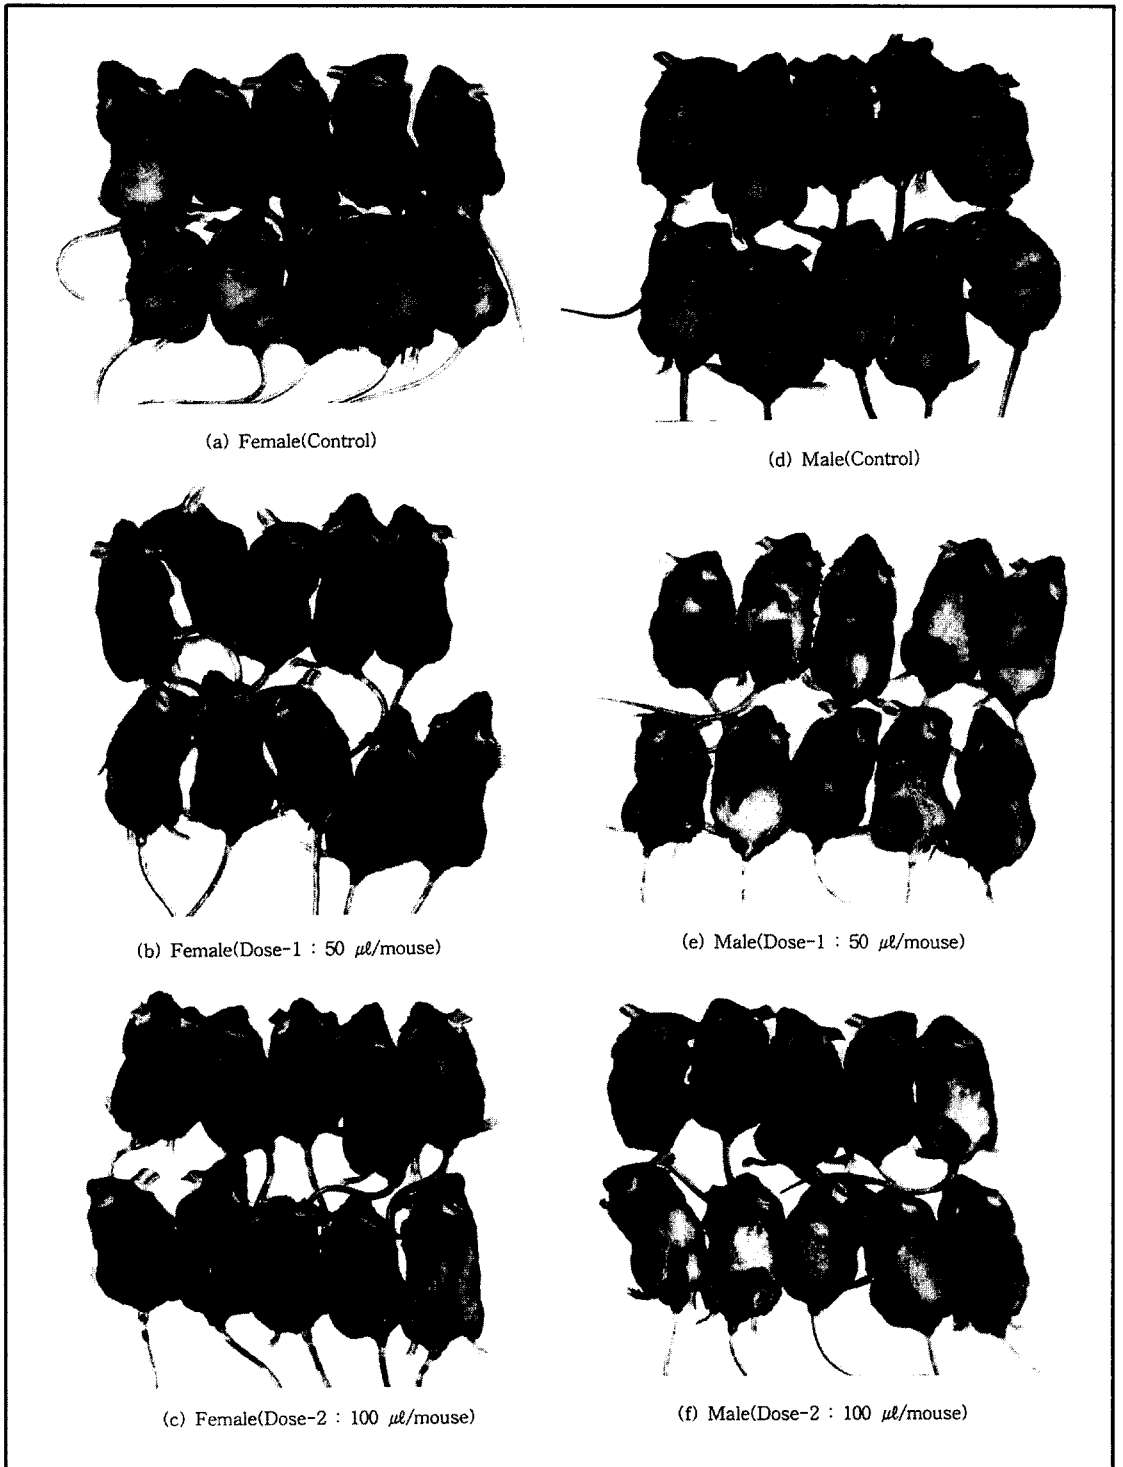 (a) Female(Control)
(d) Male(Control)
(b) Female(Dose-1 : 50 μℓ/mouse)
(e) Male(Dose-1 : 50 μℓ/mouse)
(c) Female(Dose-2 : 100 μℓ/mouse)
(f) Male(Dose-2 : 100 μℓ/mouse)